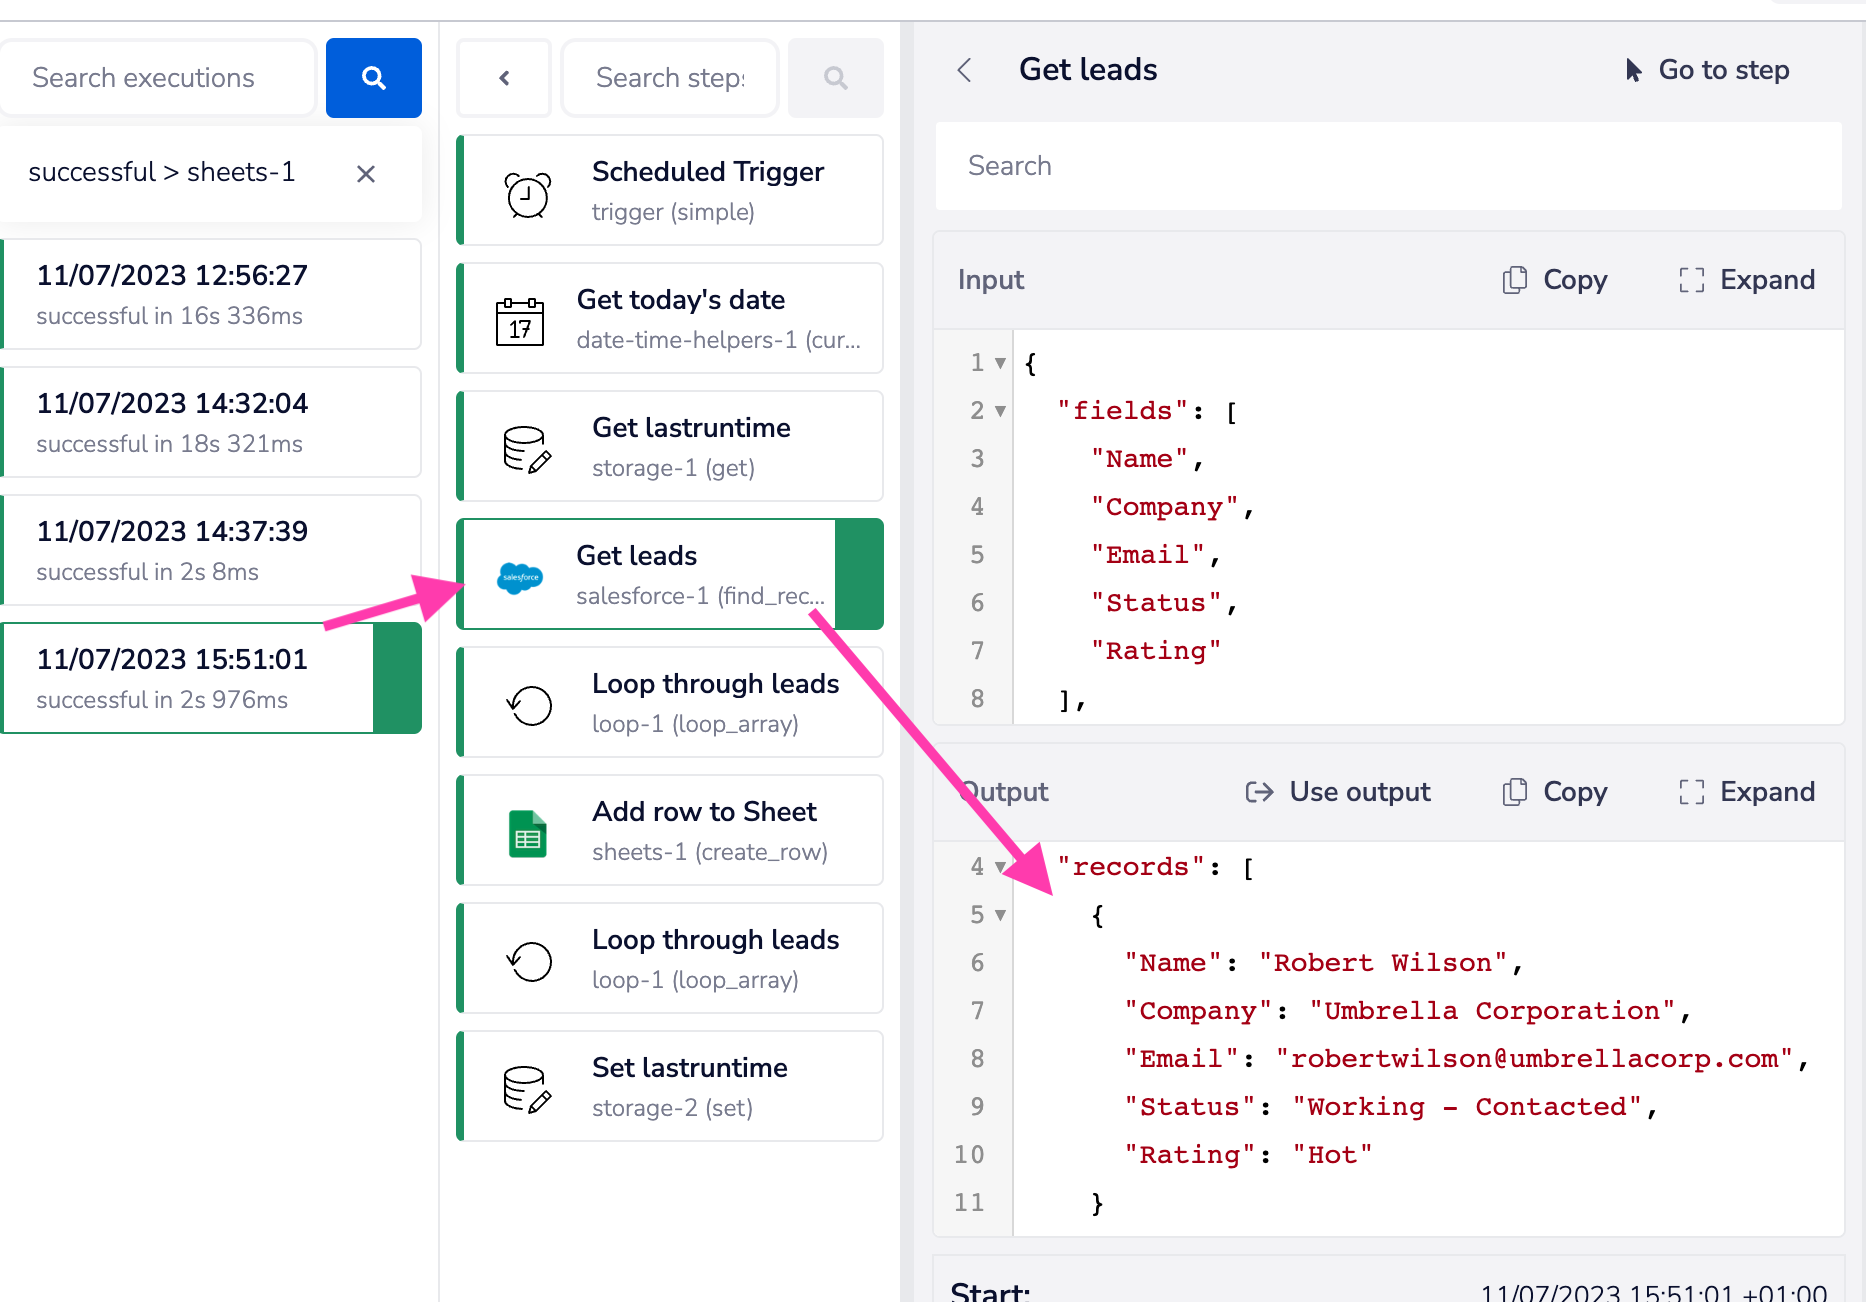 Search executions
successful > sheets-1
11/07/2023 12:56:27
successful in 16s 336ms
11/07/2023 14:32:04
successful in 18s 321ms
11/07/2023 14:37:39
successful in 2s 8ms
11/07/2023 15:51:01
successful in 2s 976ms
Search steps
Scheduled Trigger
trigger (simple)
17
Get today's date
date-time-helpers-1 (cur...
Get lastruntime
storage-1 (get)
salesforce
Get leads
salesforce-1 (find_rec...
Loop through leads
loop-1 (loop_array)
Add row to Sheet
sheets-1 (create_row)
Loop through leads
loop-1 (loop_array)
Set lastruntime
storage-2 (set)
Get leads
Go to step
Search
Input
Copy
Expand
1 {
2 "fields": [
3 "Name",
4 "Company",
5 "Email",
6 "Status",
7 "Rating"
8 ],
Output
Use output
Copy
Expand
4 "records": [
5 {
6 "Name": "Robert Wilson",
7 "Company": "Umbrella Corporation",
8 "Email": "robertwilson@umbrellacorp.com",
9 "Status": "Working - Contacted",
10 "Rating": "Hot"
11 }
Start:
11/07/2023 15:51:01 +01:00